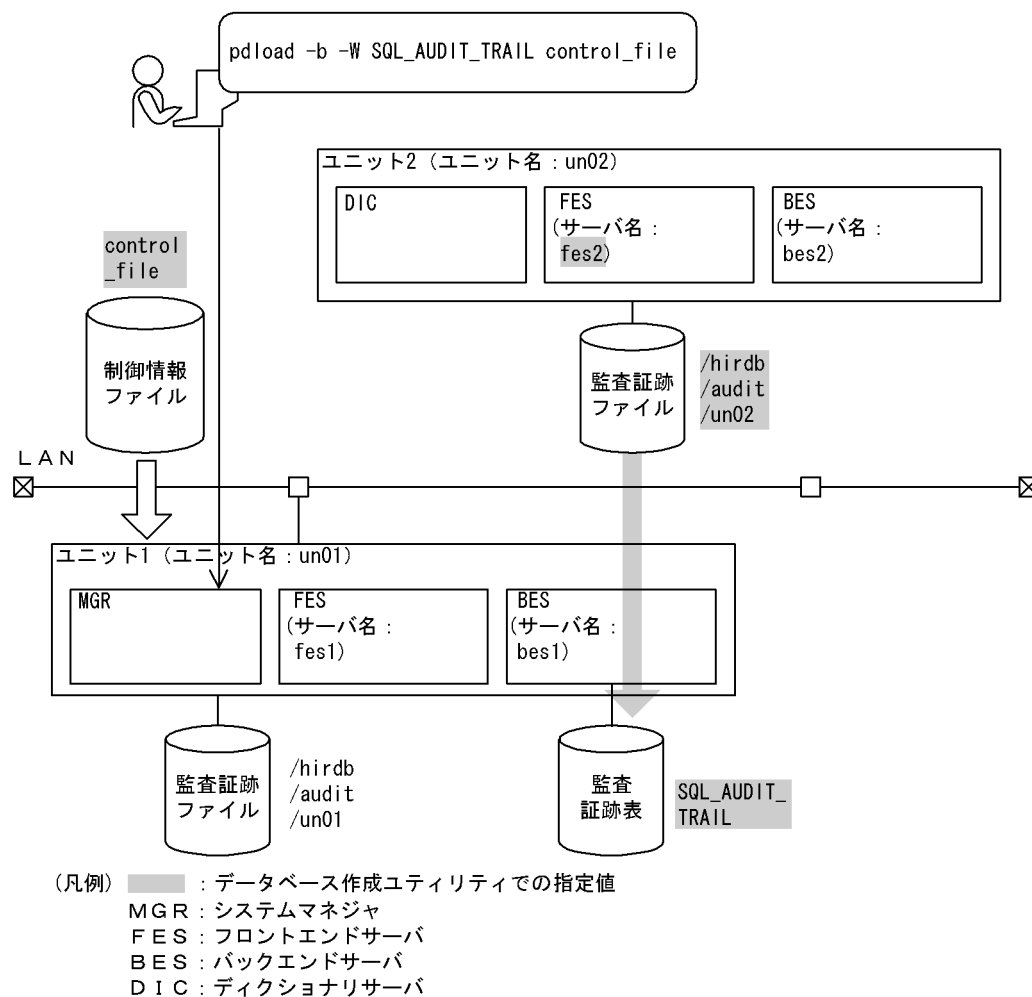 pdload -b -W SQL_AUDIT_TRAIL control_file
ユニット2（ユニット名：un02）
DIC
FES
（サーバ名：
fes2）
BES
（サーバ名：
bes2）
control
_file
制御情報
ファイル
監査証跡
ファイル
/hirdb
/audit
/un02
ＬＡＮ
ユニット1（ユニット名：un01）
MGR
FES
（サーバ名：
fes1）
BES
（サーバ名：
bes1）
監査証跡
ファイル
/hirdb
/audit
/un01
監査
証跡表
SQL_AUDIT_
TRAIL
（凡例）　　：データベース作成ユティリティでの指定値
ＭＧＲ：システムマネジャ
ＦＥＳ：フロントエンドサーバ
ＢＥＳ：バックエンドサーバ
ＤＩＣ：ディクショナリサーバ